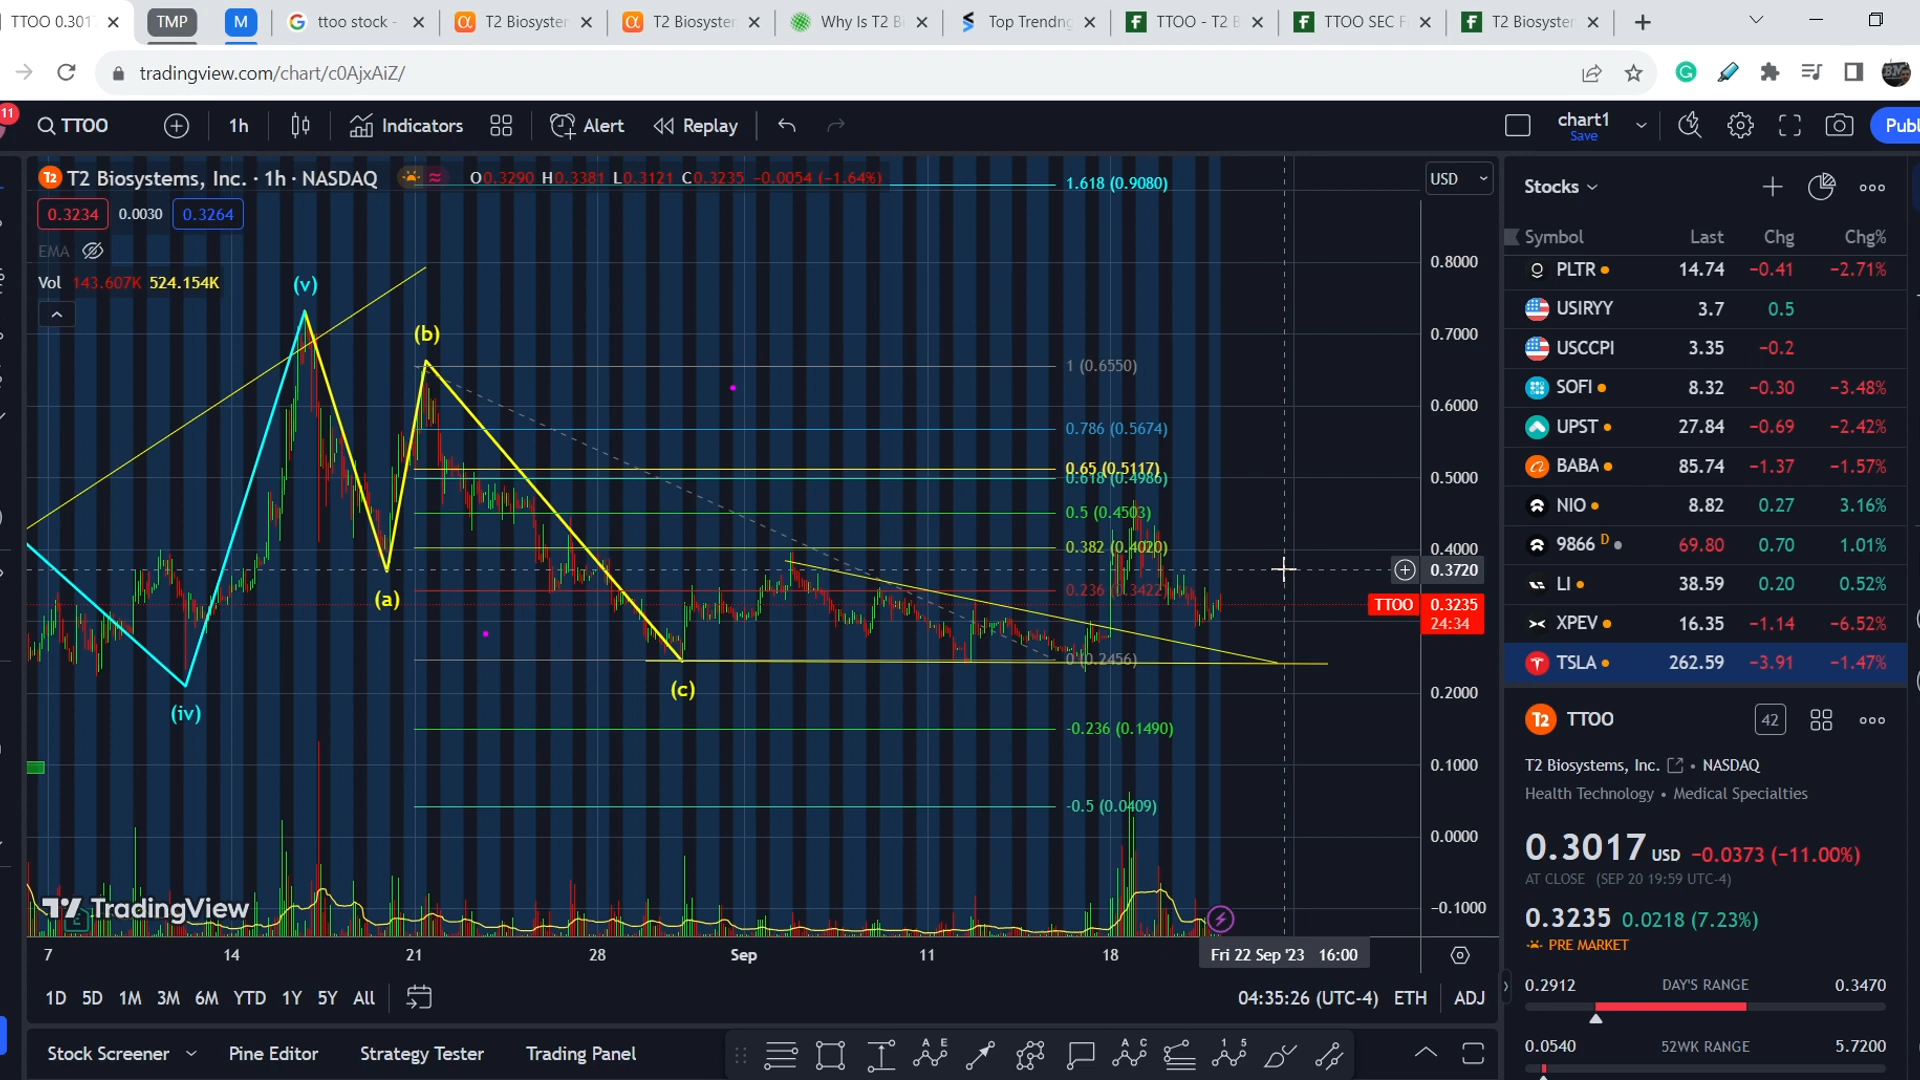 TTOO 0.301
TMP
M
ttoo stock -
T2 Biosyste
T2 Biosyste
Why Is T2 B
Top Trendng
TTOO - T2 B
TTOO SEC F
T2 Biosyste
tradingview.com/chart/c0AjxAiZ/
11
TTOO
1h
Indicators
Alert
Replay
chart1
Save
Publ
T2 Biosystems, Inc. · 1h · NASDAQ
O0.3290 H0.3381 L0.3121 C0.3235 −0.0054 (−1.64%)
0.3234
0.0030
0.3264
EMA
Vol 143.607K 524.154K
USD
1.618 (0.9080)
1 (0.6550)
0.786 (0.5674)
0.65 (0.5117)
0.618 (0.4986)
0.5 (0.4503)
0.382 (0.4020)
0.236 (0.3422)
0 (0.2456)
-0.236 (0.1490)
-0.5 (0.0409)
(v)
(b)
(a)
(iv)
(c)
0.8000
0.7000
0.6000
0.5000
0.4000
0.3720
TTOO 0.3235
24:34
0.2000
0.1000
0.0000
−0.1000
TradingView
E
7 14 21 28 Sep 11 18
Fri 22 Sep '23 16:00
1D 5D 1M 3M 6M YTD 1Y 5Y All
04:35:26 (UTC-4) ETH ADJ
Stock Screener
Pine Editor
Strategy Tester
Trading Panel
Stocks
Symbol Last Chg Chg%
PLTR 14.74 −0.41 −2.71%
USIRYY 3.7 0.5
USCCPI 3.35 −0.2
SOFI 8.32 −0.30 −3.48%
UPST 27.84 −0.69 −2.42%
BABA 85.74 −1.37 −1.57%
NIO 8.82 0.27 3.16%
9866 D 69.80 0.70 1.01%
LI 38.59 0.20 0.52%
XPEV 16.35 −1.14 −6.52%
TSLA 262.59 −3.91 −1.47%
T2 TTOO 42
T2 Biosystems, Inc. • NASDAQ
Health Technology • Medical Specialties
0.3017 USD −0.0373 (−11.00%)
AT CLOSE (SEP 20 19:59 UTC-4)
0.3235 0.0218 (7.23%)
PRE MARKET
0.2912 DAY'S RANGE 0.3470
0.0540 52WK RANGE 5.7200